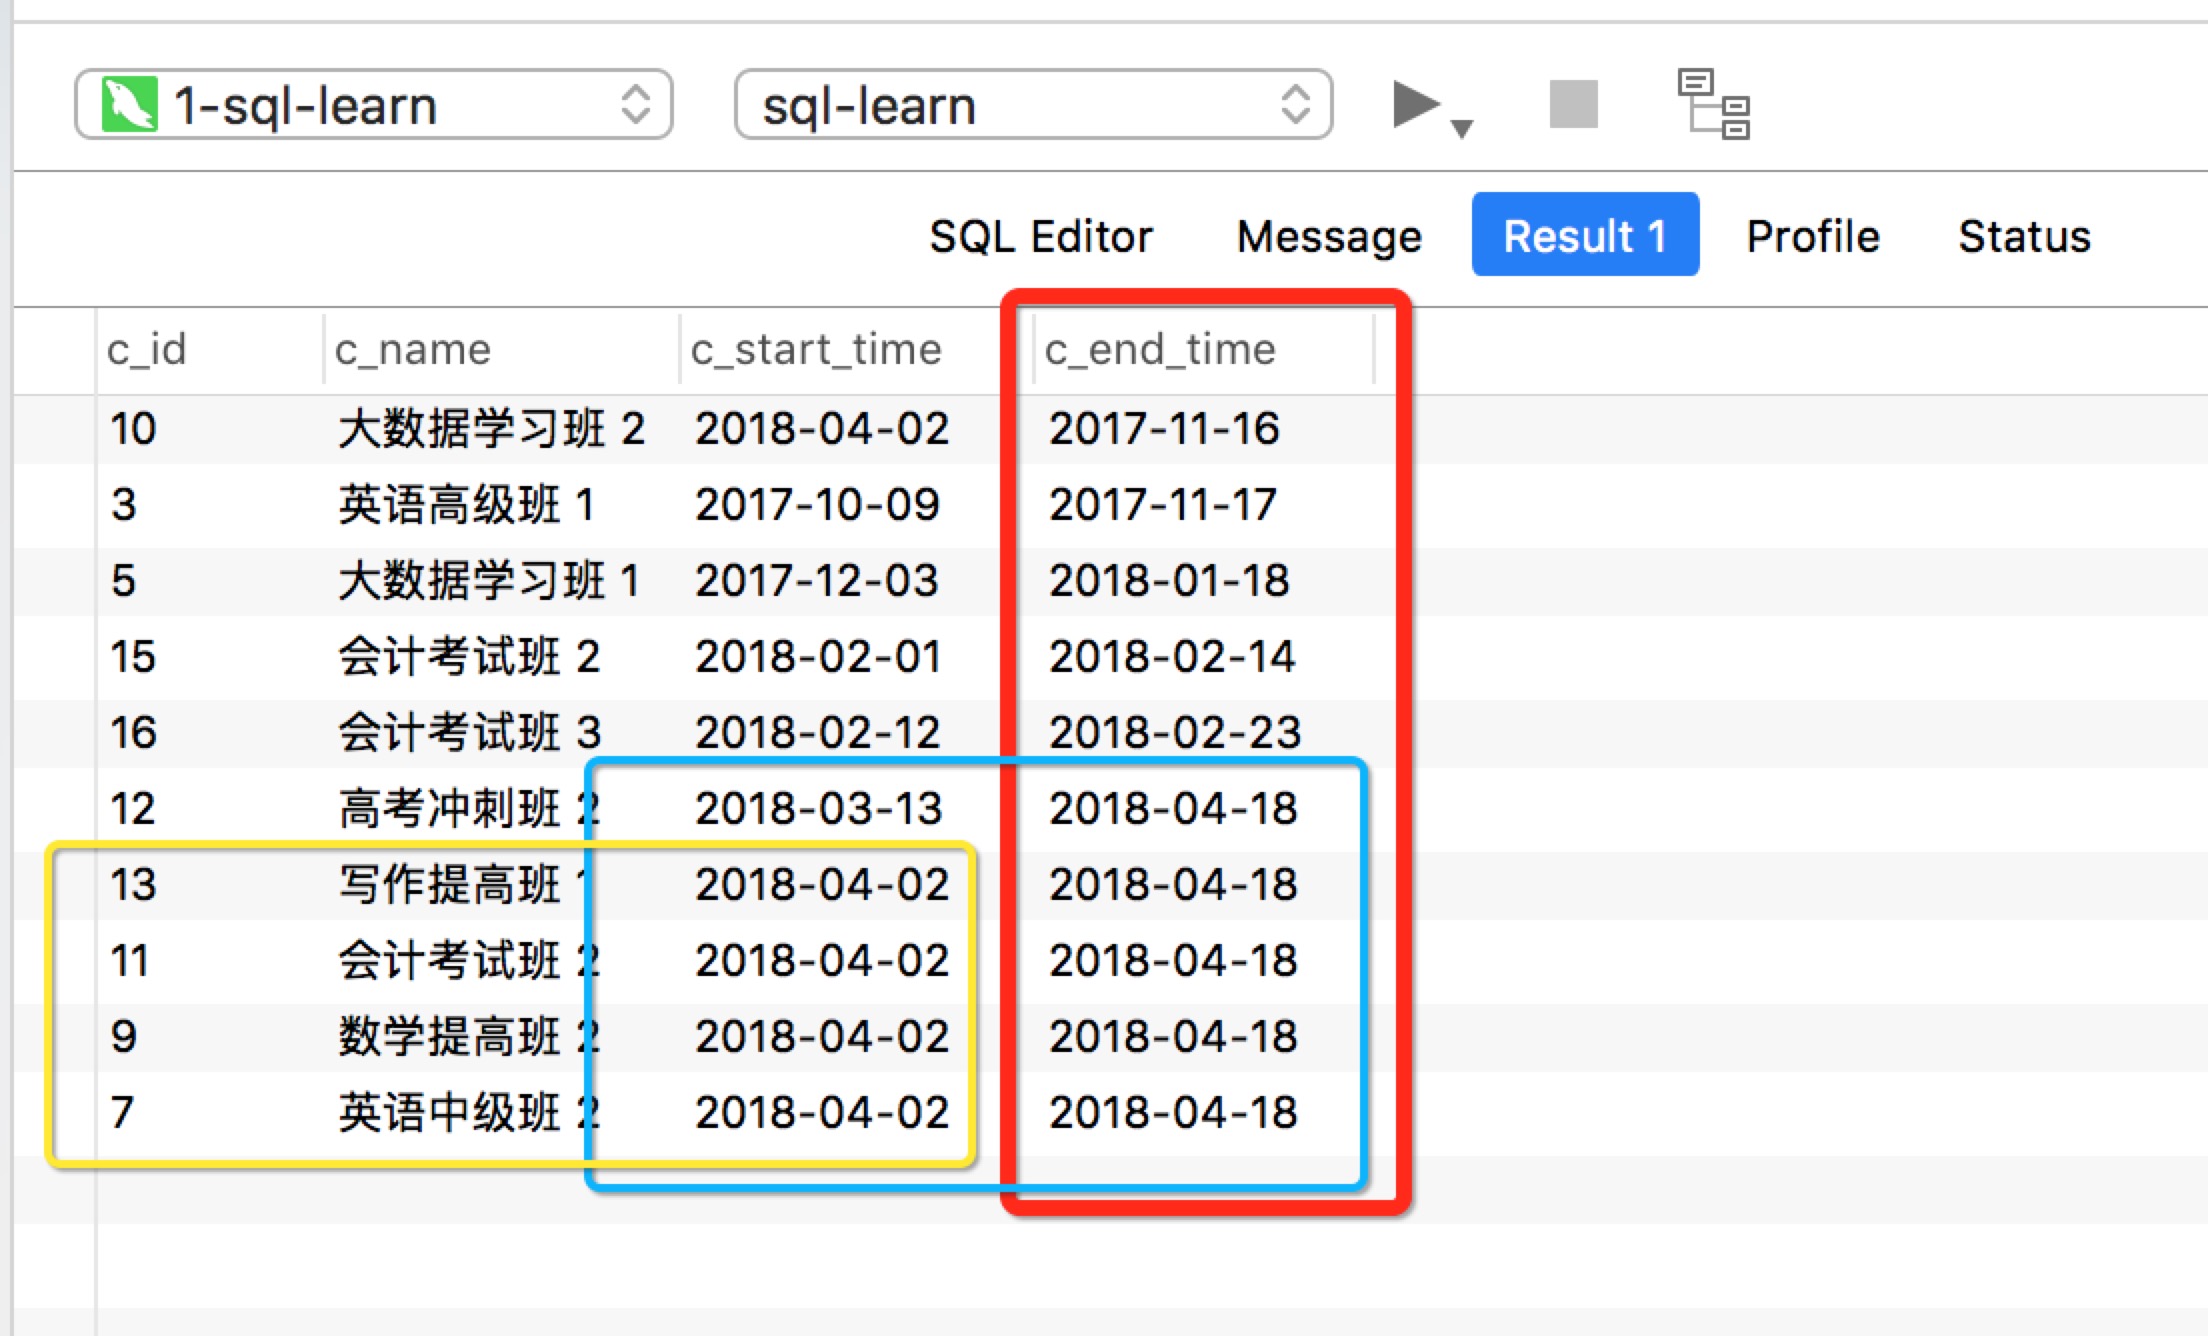 1-sql-learn sql-learn
SQL Editor Message Result 1 Profile Status
c_id c_name c_start_time c_end_time
10 大数据学习班 2 2018-04-02 2017-11-16
3 英语高级班 1 2017-10-09 2017-11-17
5 大数据学习班 1 2017-12-03 2018-01-18
15 会计考试班 2 2018-02-01 2018-02-14
16 会计考试班 3 2018-02-12 2018-02-23
12 高考冲刺班 2 2018-03-13 2018-04-18
13 写作提高班 1 2018-04-02 2018-04-18
11 会计考试班 2 2018-04-02 2018-04-18
9 数学提高班 2 2018-04-02 2018-04-18
7 英语中级班 2 2018-04-02 2018-04-18